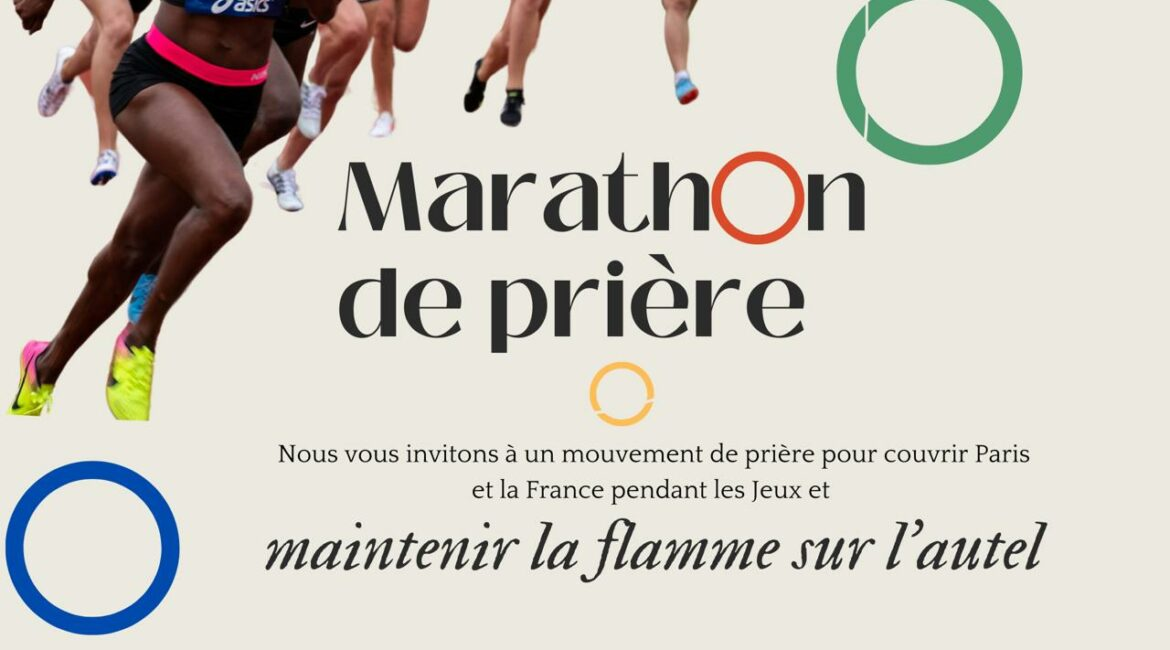 asics
MarathOn
de prière
Nous vous invitons à un mouvement de prière pour couvrir Paris
et la France pendant les Jeux et
maintenir la flamme sur l'autel